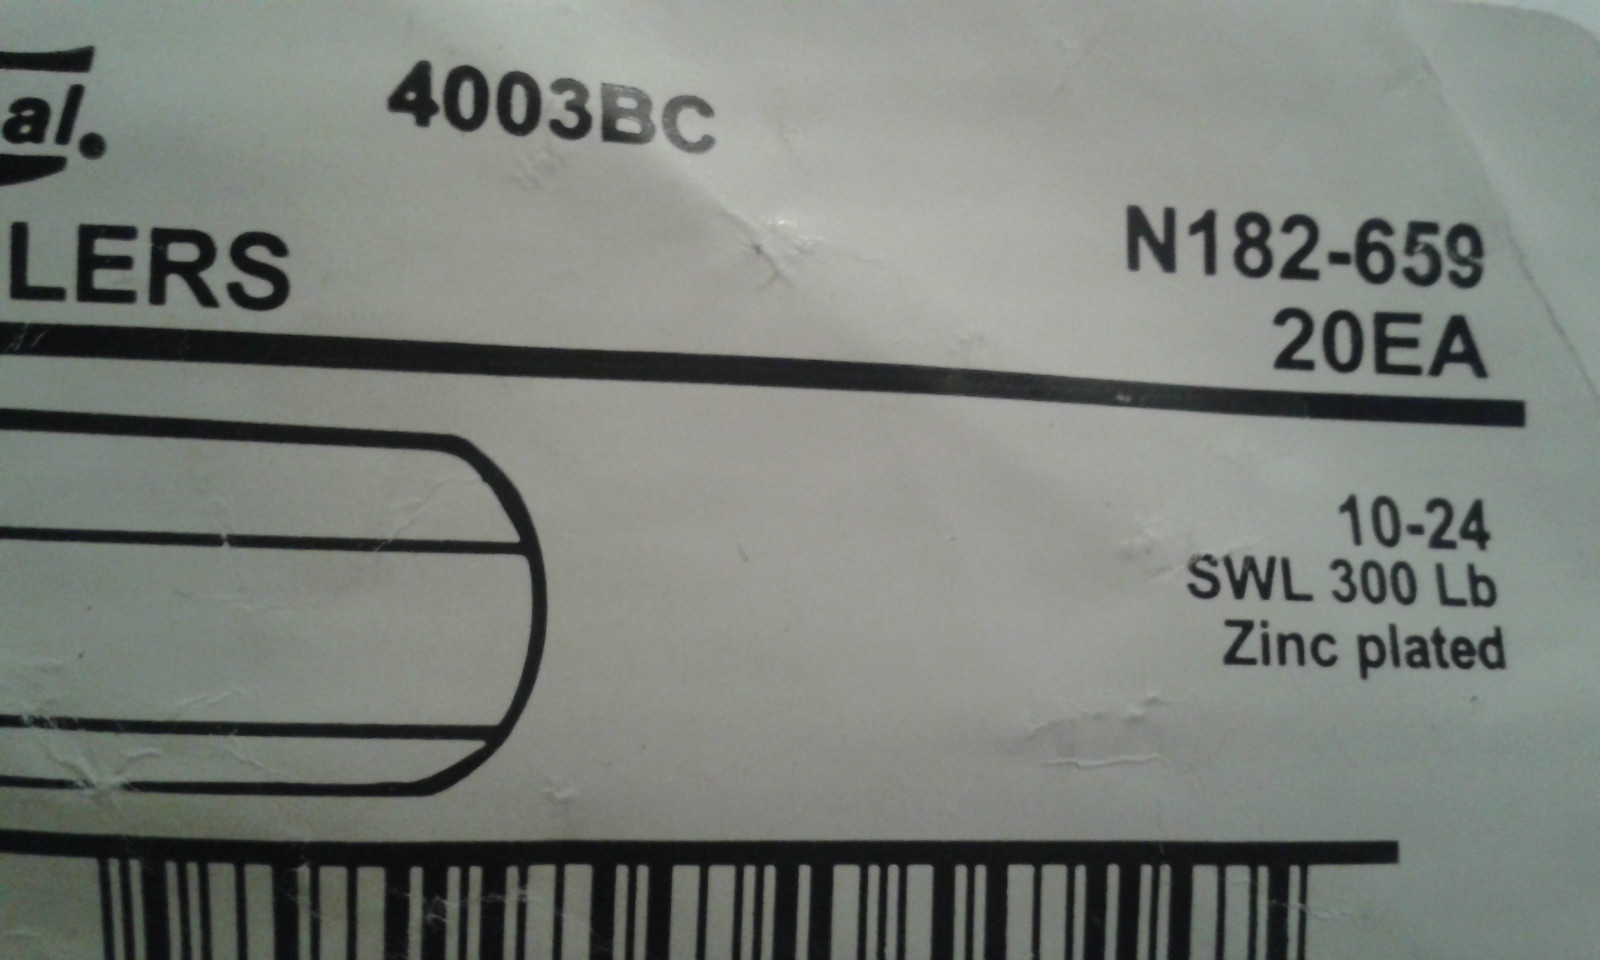 al.
4003BC
LERS
N182-659
20EA
10-24
SWL 300 Lb
Zinc plated